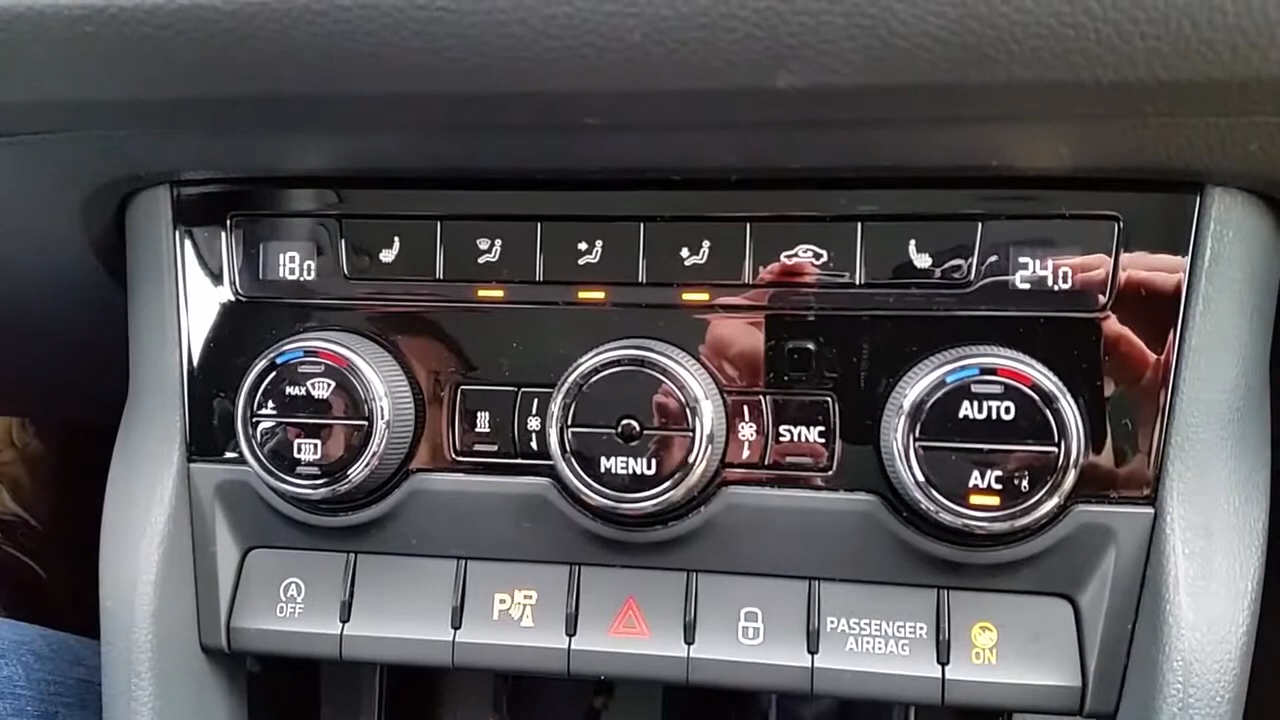 18.0
24.0
MAX
AUTO
SYNC
MENU
A/C
A
OFF
P
PASSENGER
AIRBAG
ON